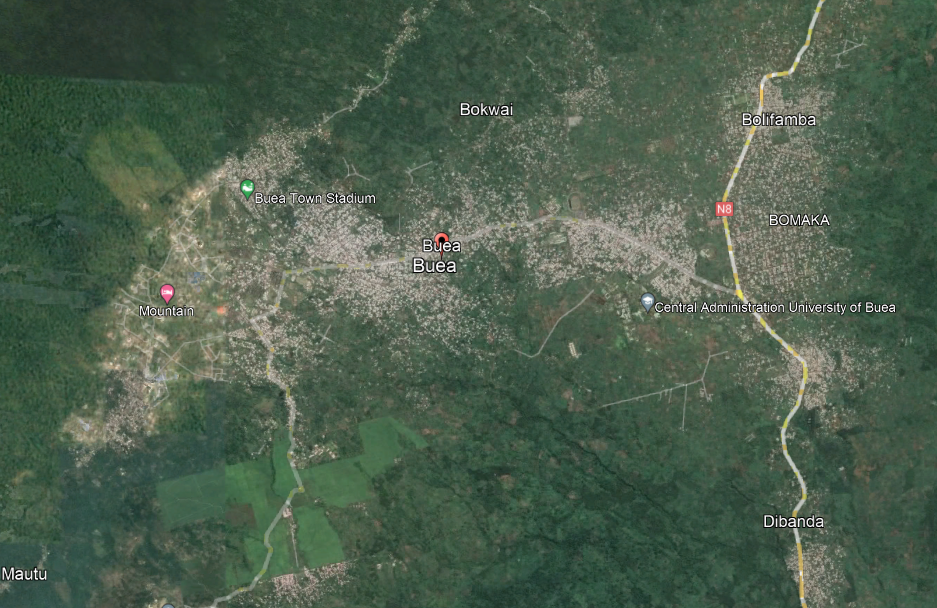 Bokwai
Bolifamba
Buea Town Stadium
N8
BOMAKA
Buea
Buea
Mountain
Central Administration University of Buea
Dibanda
Mautu